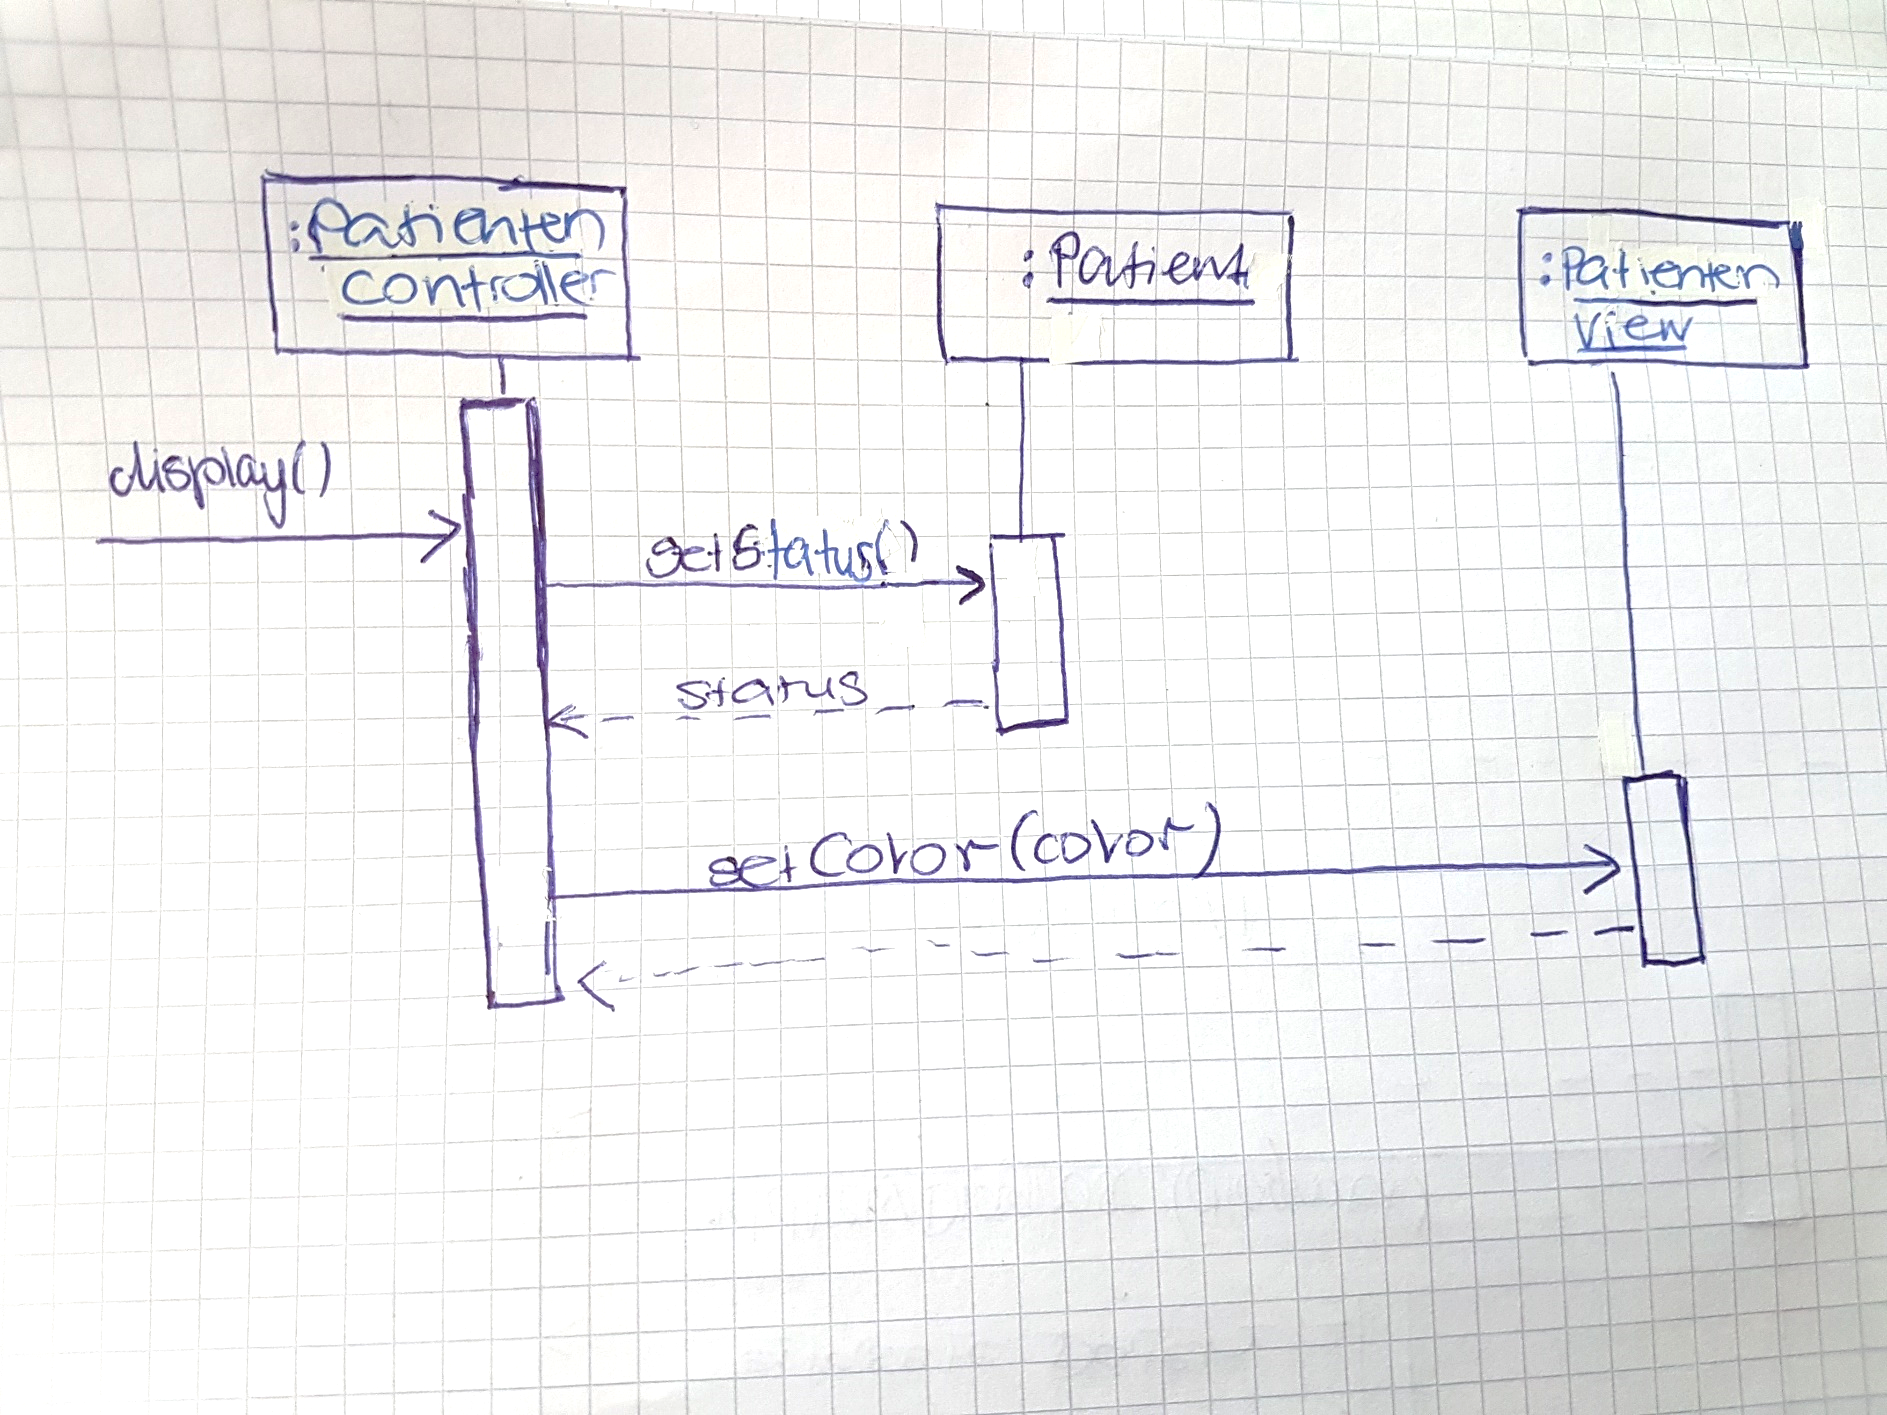 :Patienten
controller
:Patient
:Patienten
View
display()
getStatus()
status
setColor(color)